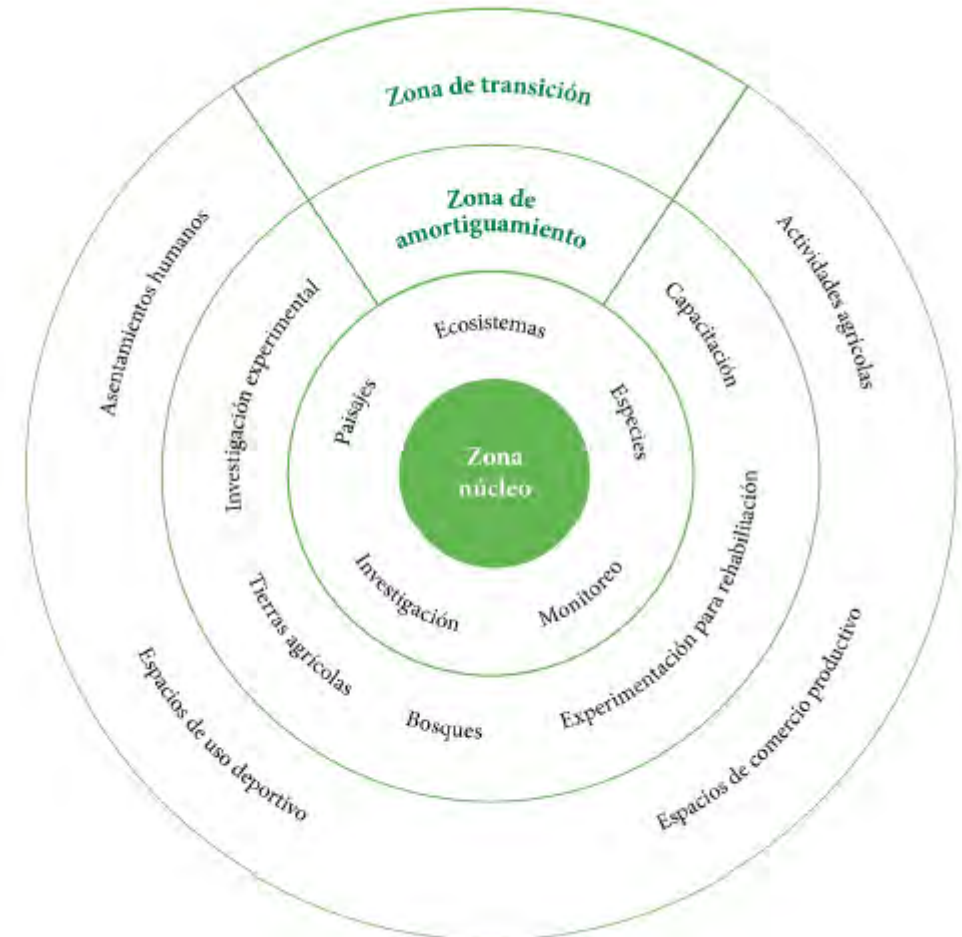 Zona de transición
Zona de
amortiguamiento
Ecosistemas
Paisajes
Especies
Zona
núcleo
Investigación
Monitoreo
Investigación experimental
Capacitación
Tierras agrícolas
Bosques
Experimentación para rehabilitación
Asentamientos humanos
Actividades agrícolas
Espacios de uso deportivo
Espacios de comercio productivo